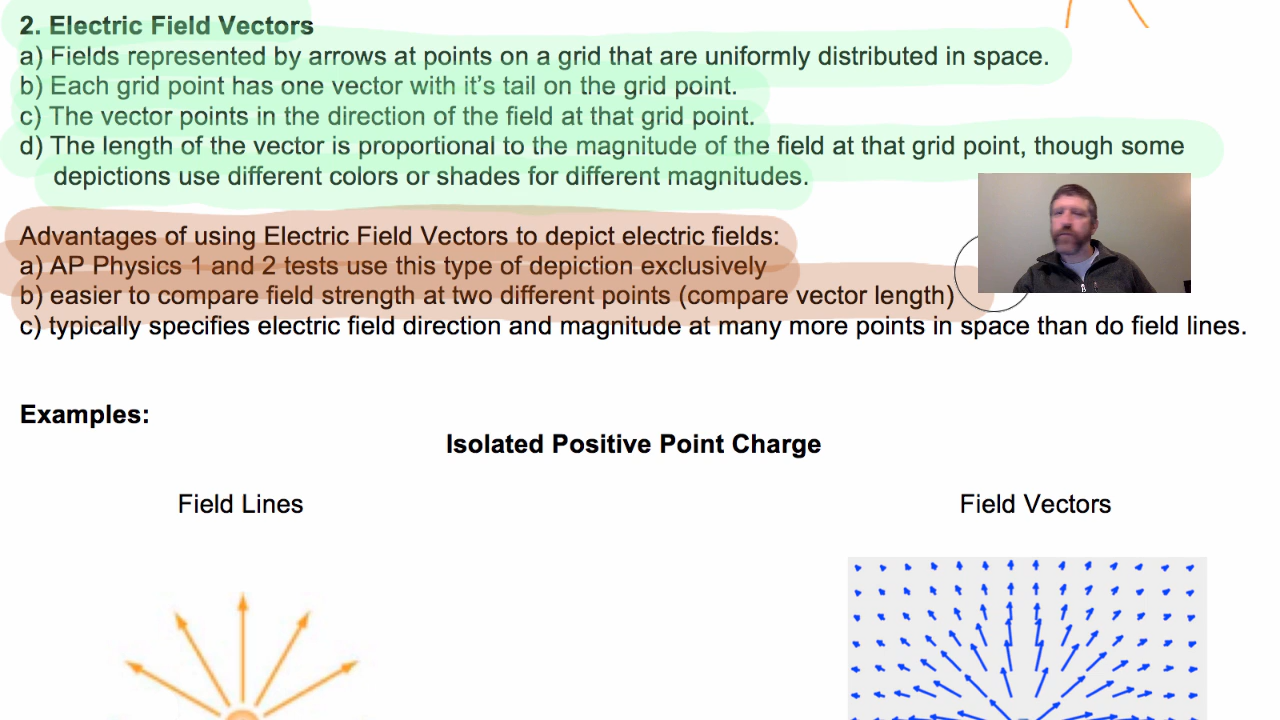 2. Electric Field Vectors
a) Fields represented by arrows at points on a grid that are uniformly distributed in space.
b) Each grid point has one vector with it's tail on the grid point.
c) The vector points in the direction of the field at that grid point.
d) The length of the vector is proportional to the magnitude of the field at that grid point, though some
depictions use different colors or shades for different magnitudes.
Advantages of using Electric Field Vectors to depict electric fields:
a) AP Physics 1 and 2 tests use this type of depiction exclusively
b) easier to compare field strength at two different points (compare vector length)
c) typically specifies electric field direction and magnitude at many more points in space than do field lines.
Examples:
Isolated Positive Point Charge
Field Lines
Field Vectors